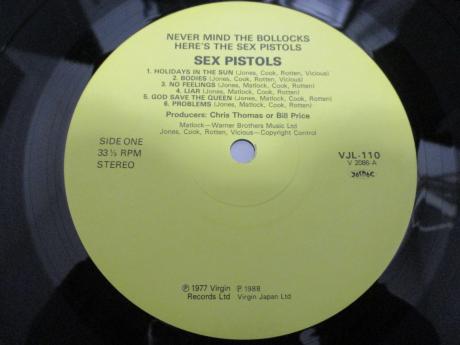 NEVER MIND THE BOLLOCKS
HERE'S THE SEX PISTOLS
SEX PISTOLS
1. HOLIDAYS IN THE SUN (Jones, Cook, Rotten, Vicious)
2. BODIES (Jones, Cook, Rotten, Vicious)
3. NO FEELINGS (Jones, Matlock, Cook, Rotten)
4. LIAR (Jones, Matlock, Cook, Rotten)
5. GOD SAVE THE QUEEN (Jones, Matlock, Cook, Rotten)
6. PROBLEMS (Jones, Matlock, Cook, Rotten)
Producers: Chris Thomas or Bill Price
Matlock—Warner Brothers Music Ltd
Jones, Cook, Rotten, Vicious—Copyright Control
SIDE ONE
33 ⅓ RPM
STEREO
VJL-110
V 2086-A
℗ 1977 Virgin ℗ 1988
Records Ltd Virgin Japan Ltd